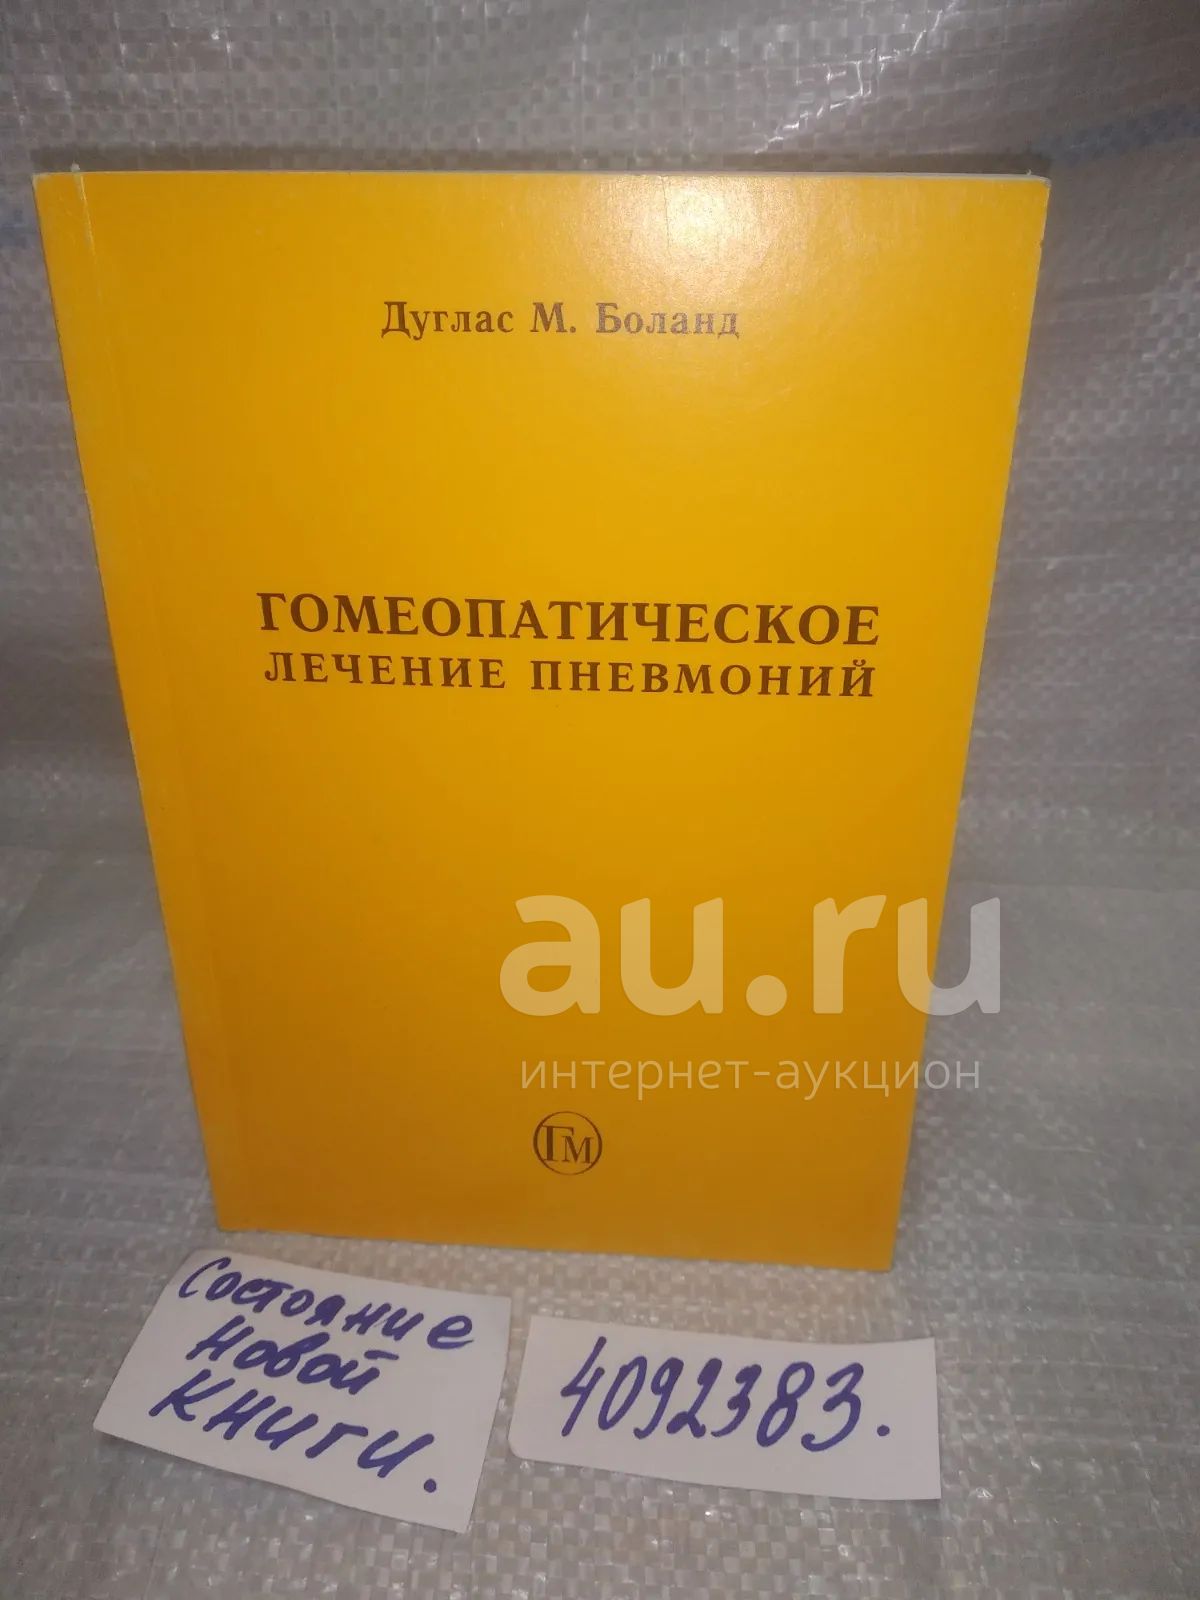 Дуглас М. Боланд
ГОМЕОПАТИЧЕСКОЕ
ЛЕЧЕНИЕ ПНЕВМОНИЙ
au.ru
интернет-аукцион
ГМ
Состояние
новой
книги.
4092383.